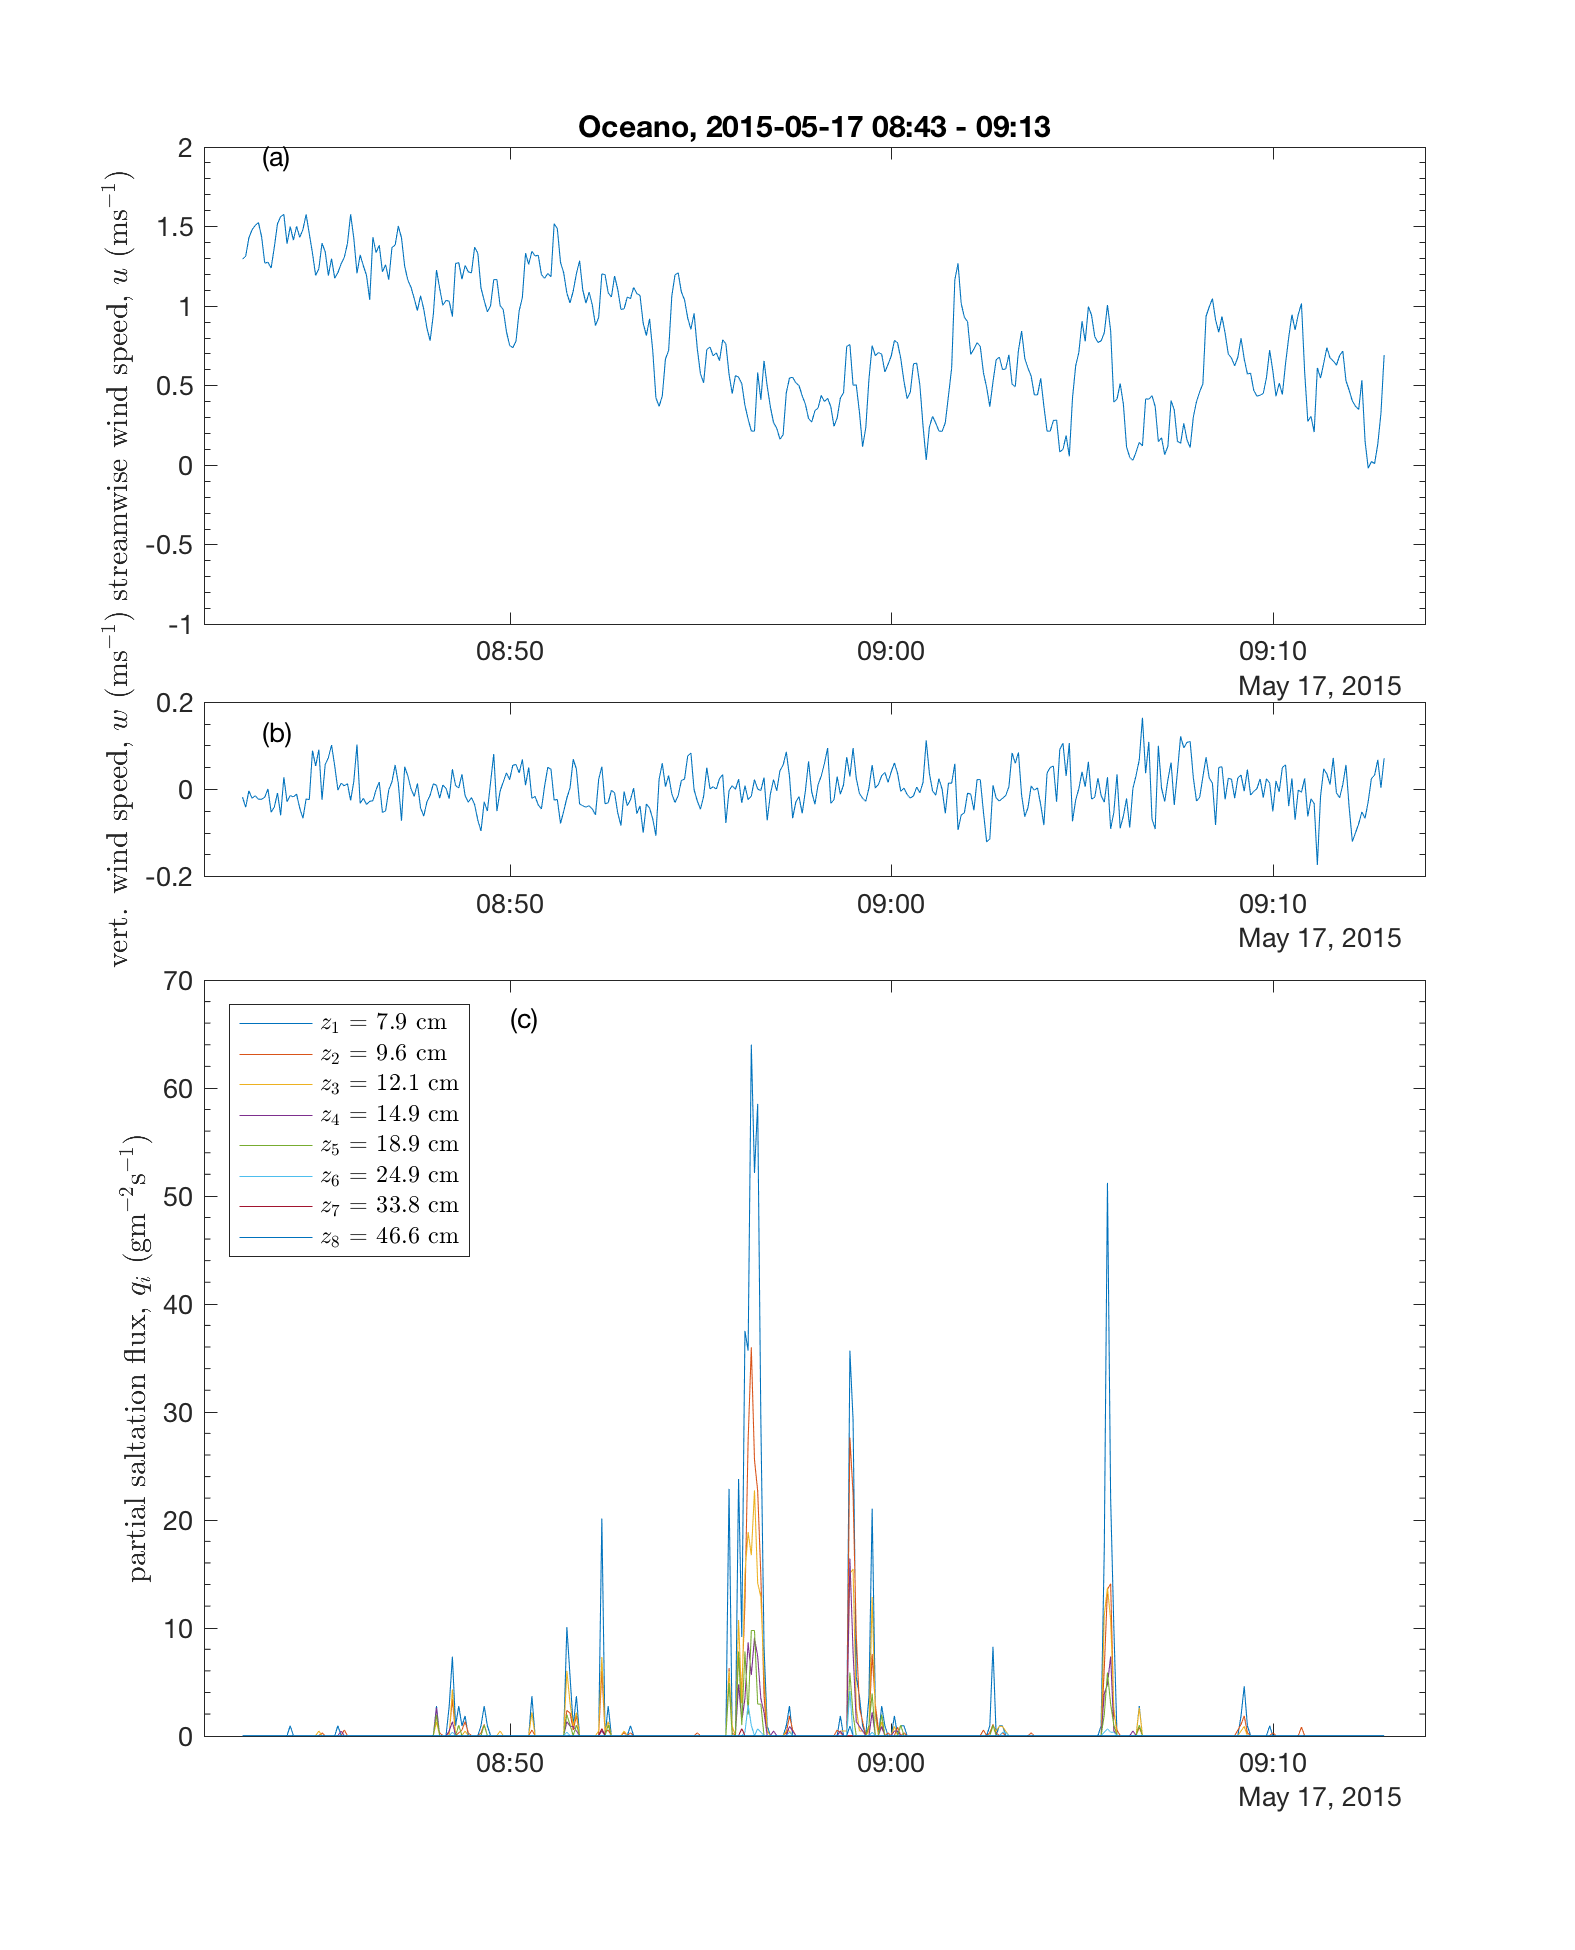 Oceano, 2015-05-17 08:43 - 09:13
(a)
streamwise wind speed, u (ms⁻¹)
2
1.5
1
0.5
0
-0.5
-1
08:50 09:00 09:10
May 17, 2015
(b)
vert. wind speed, w (ms⁻¹)
0.2
0
-0.2
08:50 09:00 09:10
May 17, 2015
(c)
partial saltation flux, qᵢ (gm⁻²s⁻¹)
70
60
50
40
30
20
10
0
z₁ = 7.9 cm
z₂ = 9.6 cm
z₃ = 12.1 cm
z₄ = 14.9 cm
z₅ = 18.9 cm
z₆ = 24.9 cm
z₇ = 33.8 cm
z₈ = 46.6 cm
08:50 09:00 09:10
May 17, 2015